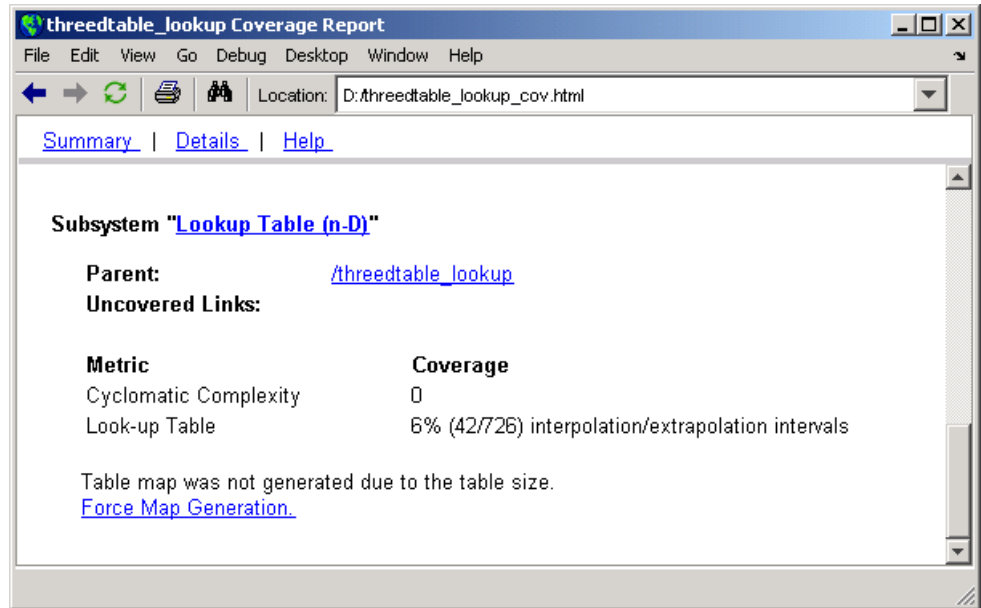 threedtable_lookup Coverage Report
File Edit View Go Debug Desktop Window Help
Location: D:/threedtable_lookup_cov.html
Summary | Details | Help
Subsystem "Lookup Table (n-D)"
Parent: /threedtable_lookup
Uncovered Links:
Metric Coverage
Cyclomatic Complexity 0
Look-up Table 6% (42/726) interpolation/extrapolation intervals
Table map was not generated due to the table size.
Force Map Generation.